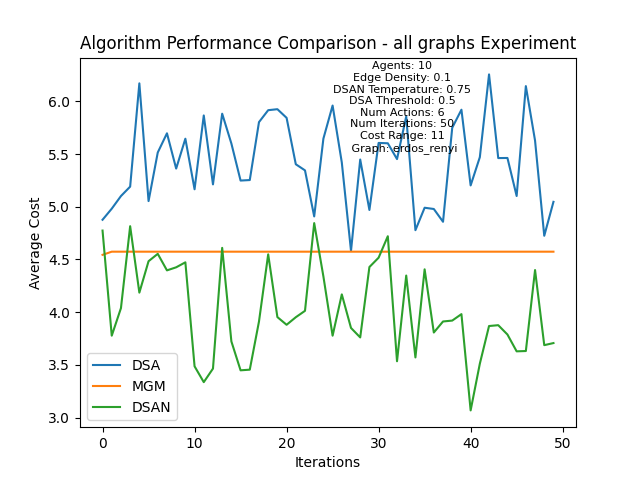 Algorithm Performance Comparison - all graphs Experiment
Agents: 10
Edge Density: 0.1
DSAN Temperature: 0.75
DSA Threshold: 0.5
Num Actions: 6
Num Iterations: 50
Cost Range: 11
Graph: erdos_renyi
Average Cost
6.0
5.5
5.0
4.5
4.0
3.5
3.0
DSA
MGM
DSAN
0 10 20 30 40 50
Iterations